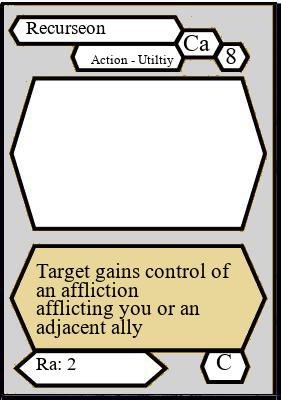 Recurseon
Ca
Action - Utiltiy
8
Target gains control of
an affliction
afflicting you or an
adjacent ally
Ra: 2
C